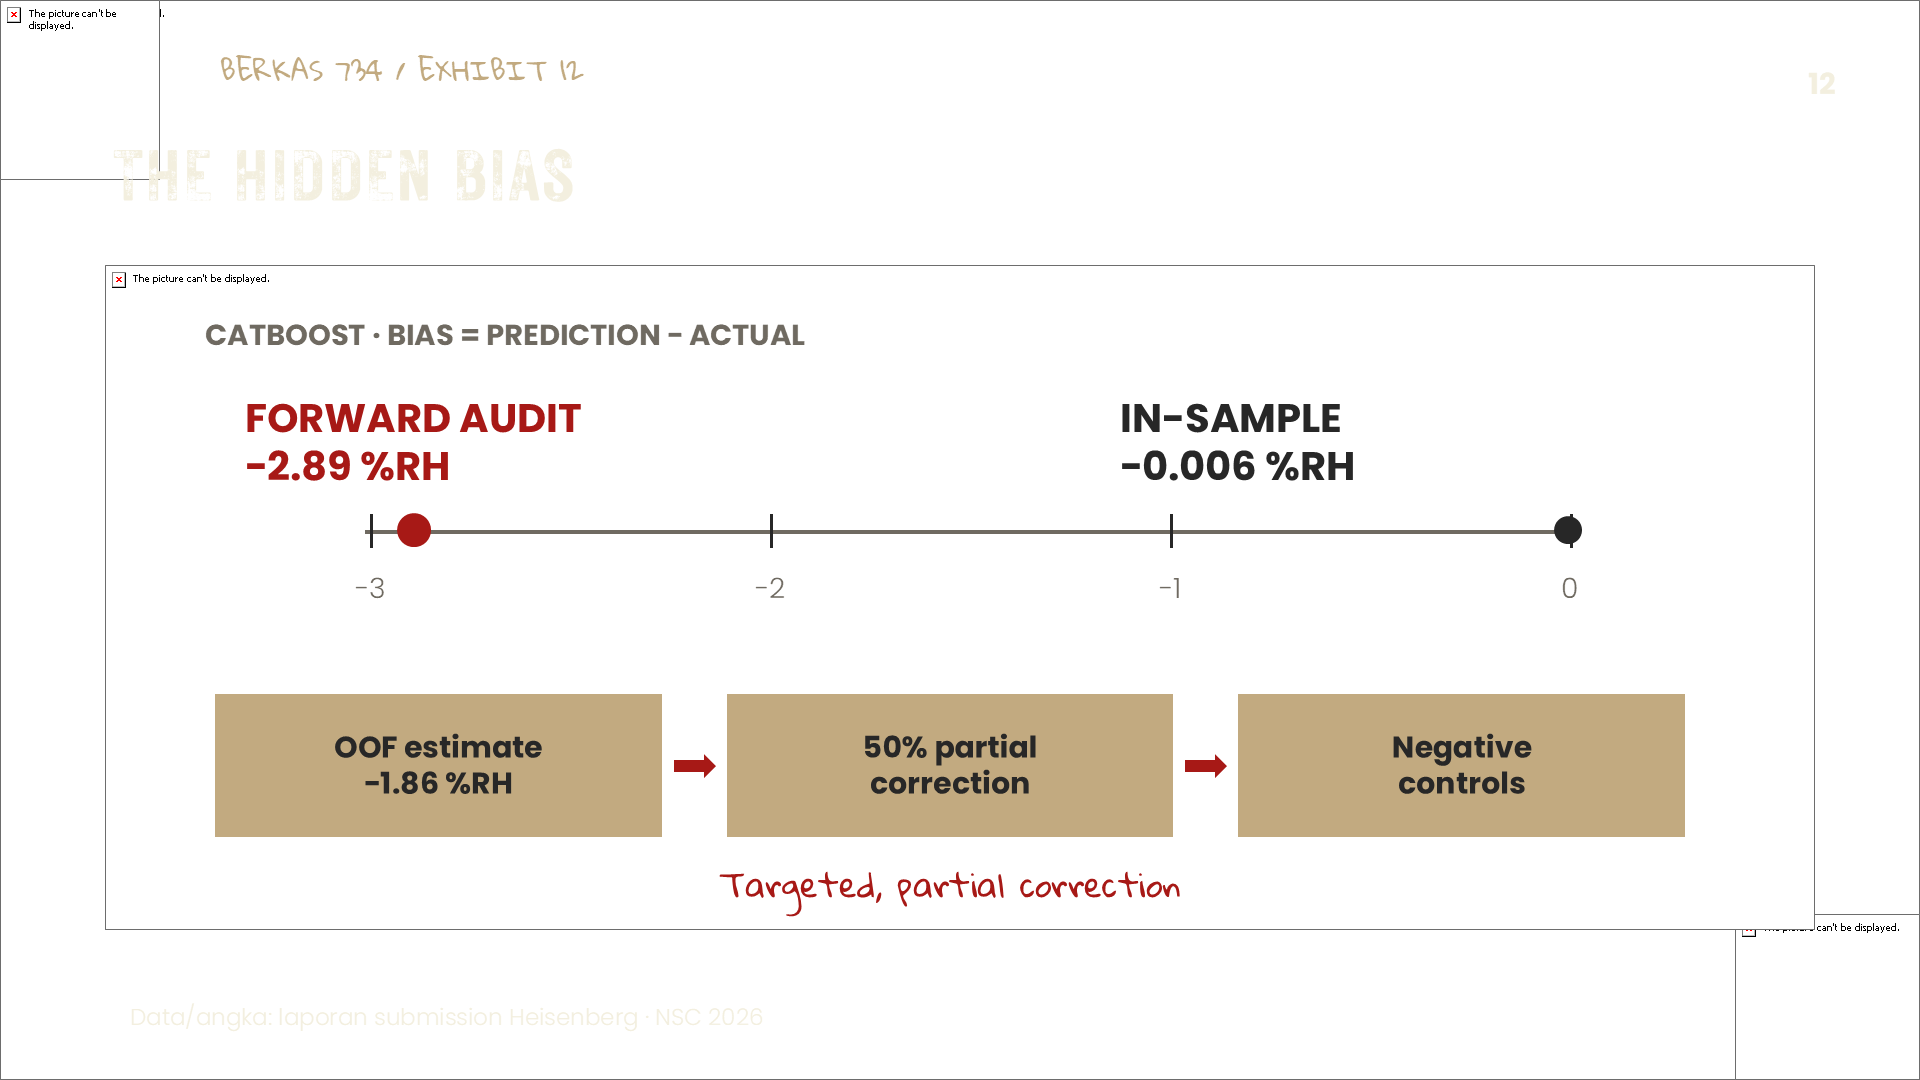 The picture can't be
displayed.
BERKAS 734 / EXHIBIT 12
12
THE HIDDEN BIAS
The picture can't be displayed.
CATBOOST · BIAS = PREDICTION − ACTUAL
FORWARD AUDIT
−2.89 %RH
IN-SAMPLE
−0.006 %RH
−3
−2
−1
0
OOF estimate
−1.86 %RH
50% partial
correction
Negative
controls
Targeted, partial correction
The picture can't be displayed.
Data/angka: laporan submission Heisenberg · NSC 2026